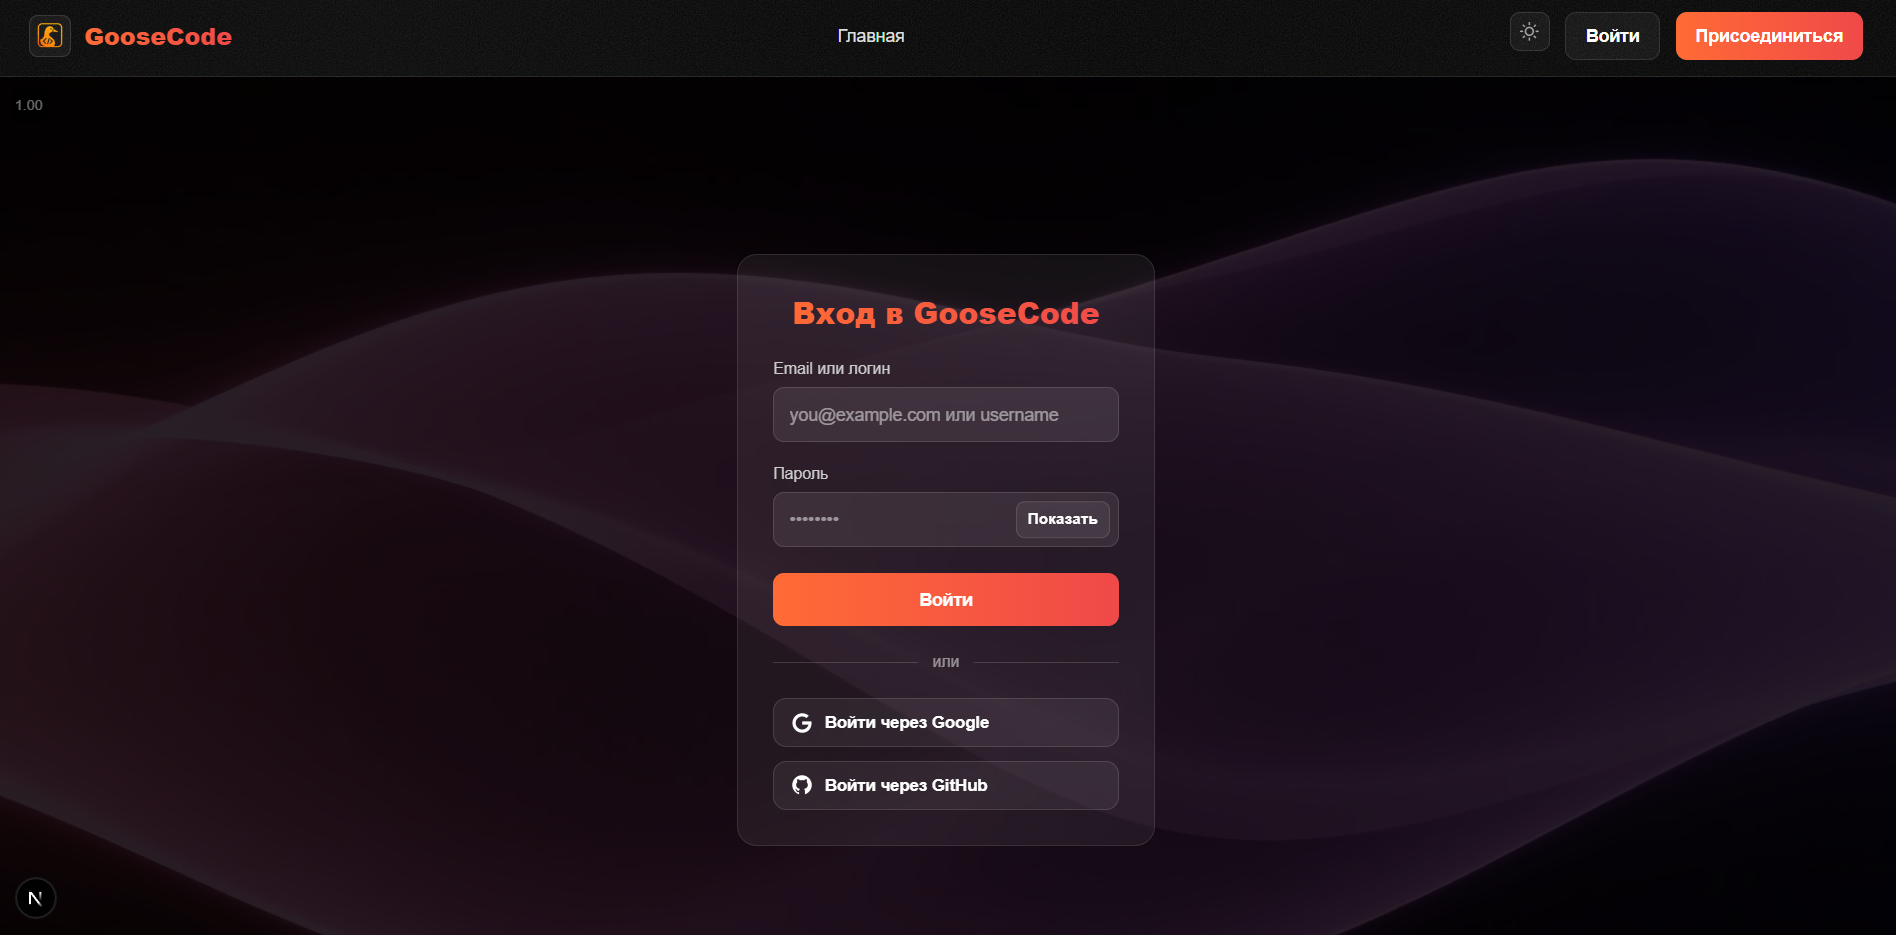 GooseCode
Главная
Войти
Присоединиться
1.00
Вход в GooseCode
Email или логин
you@example.com или username
Пароль
••••••••
Показать
Войти
или
Войти через Google
Войти через GitHub
N